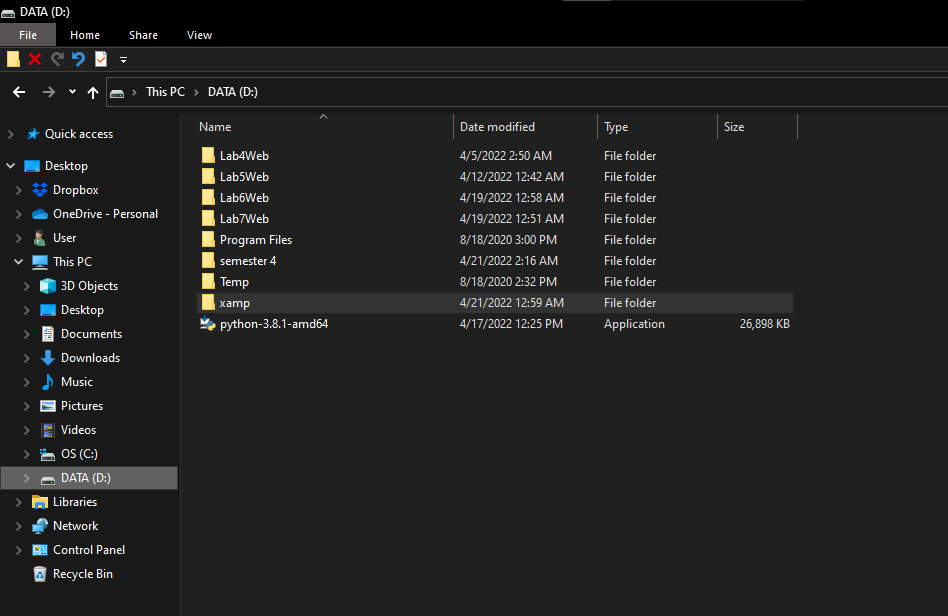 DATA (D:)
File Home Share View
This PC DATA (D:)
Name Date modified Type Size
Lab4Web 4/5/2022 2:50 AM File folder
Lab5Web 4/12/2022 12:42 AM File folder
Lab6Web 4/19/2022 12:58 AM File folder
Lab7Web 4/19/2022 12:51 AM File folder
Program Files 8/18/2020 3:00 PM File folder
semester 4 4/21/2022 2:16 AM File folder
Temp 8/18/2020 2:32 PM File folder
xamp 4/21/2022 12:59 AM File folder
python-3.8.1-amd64 4/17/2022 12:25 PM Application 26,898 KB
Quick access
Desktop
Dropbox
OneDrive - Personal
User
This PC
3D Objects
Desktop
Documents
Downloads
Music
Pictures
Videos
OS (C:)
DATA (D:)
Libraries
Network
Control Panel
Recycle Bin